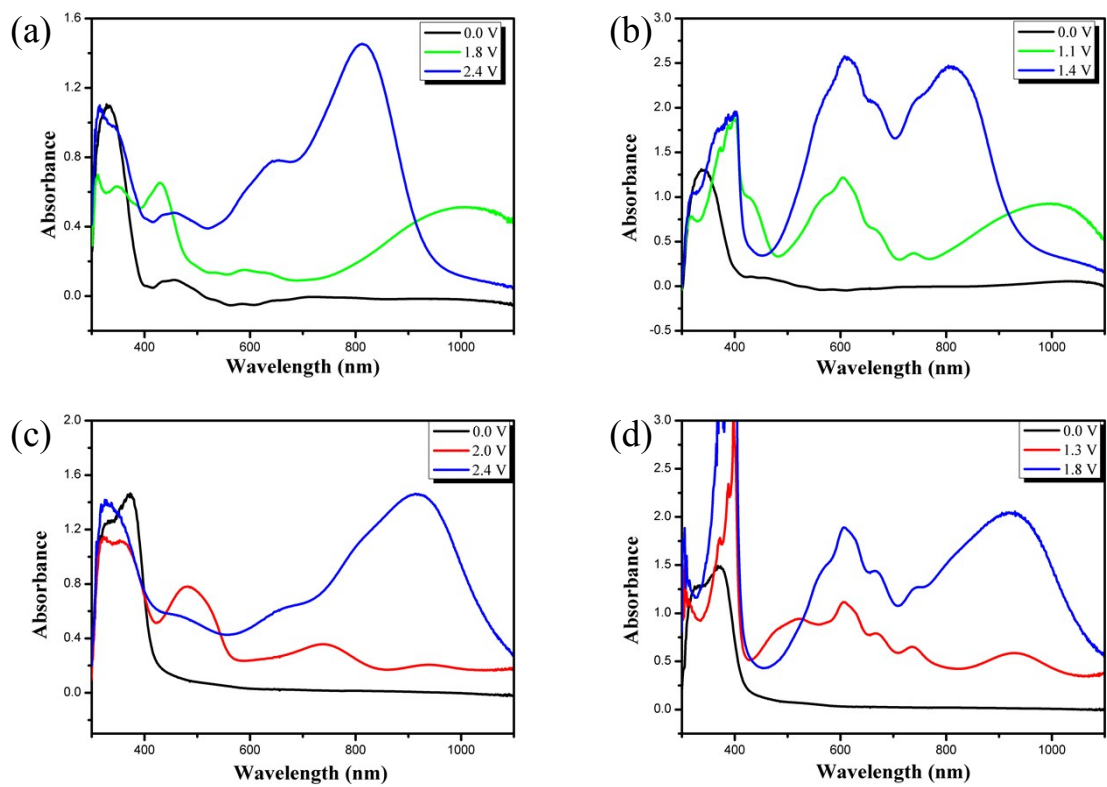 (a)
1.6
1.2
0.8
0.4
0.0
Absorbance
400
600
800
1000
Wavelength (nm)
0.0 V
1.8 V
2.4 V
(b)
3.0
2.5
2.0
1.5
1.0
0.5
0.0
-0.5
Absorbance
400
600
800
1000
Wavelength (nm)
0.0 V
1.1 V
1.4 V
(c)
2.0
1.6
1.2
0.8
0.4
0.0
Absorbance
400
600
800
1000
Wavelength (nm)
0.0 V
2.0 V
2.4 V
(d)
3.0
2.5
2.0
1.5
1.0
0.5
0.0
Absorbance
400
600
800
1000
Wavelength (nm)
0.0 V
1.3 V
1.8 V